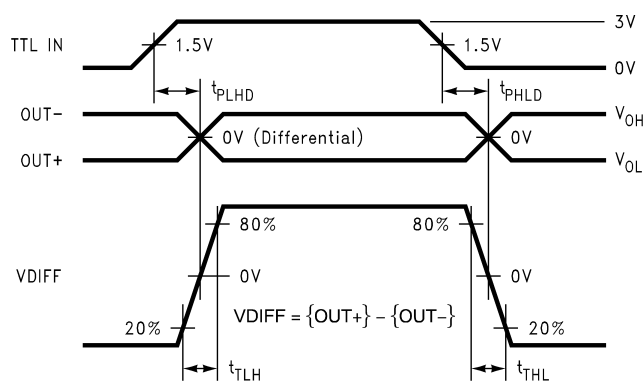 3V
TTL IN
1.5V
1.5V
0V
tPLHD
tPHLD
OUT-
VOH
0V (Differential)
0V
OUT+
VOL
80%
80%
VDIFF
0V
0V
VDIFF = {OUT+} – {OUT-}
20%
20%
tTLH
tTHL